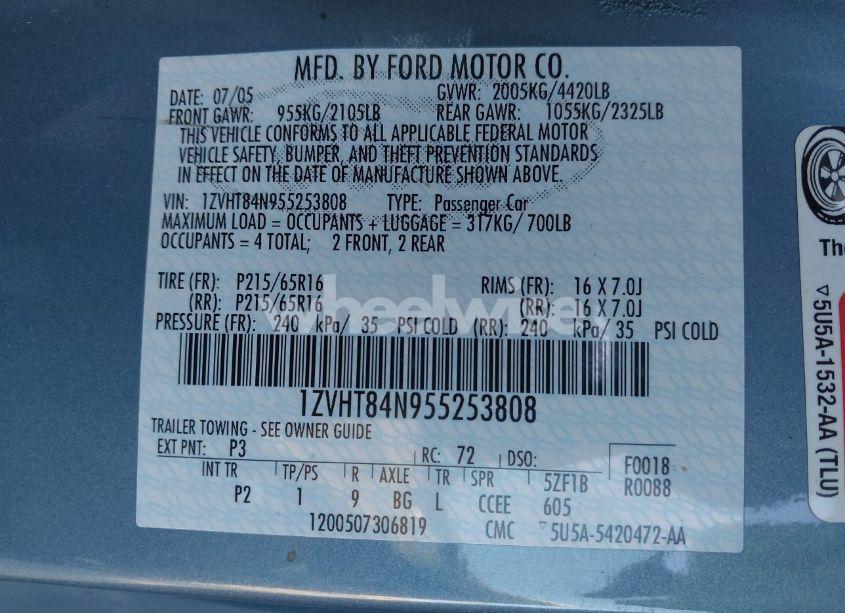 MFD. BY FORD MOTOR CO.
DATE: 07/05 GVWR: 2005KG/4420LB
FRONT GAWR: 955KG/2105LB REAR GAWR: 1055KG/2325LB
THIS VEHICLE CONFORMS TO ALL APPLICABLE FEDERAL MOTOR
VEHICLE SAFETY, BUMPER, AND THEFT PREVENTION STANDARDS
IN EFFECT ON THE DATE OF MANUFACTURE SHOWN ABOVE.
VIN: 1ZVHT84N955253808 TYPE: Passenger Car
MAXIMUM LOAD = OCCUPANTS + LUGGAGE = 317KG/ 700LB
OCCUPANTS = 4 TOTAL; 2 FRONT, 2 REAR
TIRE (FR): P215/65R16 RIMS (FR): 16 X 7.0J
(RR): P215/65R16 (RR): 16 X 7.0J
PRESSURE (FR): 240 kPa/ 35 PSI COLD (RR): 240 kPa/ 35 PSI COLD
1ZVHT84N955253808
TRAILER TOWING - SEE OWNER GUIDE
EXT PNT: P3 RC: 72 DSO: F0018
INT TR TP/PS R AXLE TR SPR 5ZF1B R0088
P2 1 9 BG L CCEE 605
1200507306819 CMC ▽5U5A-5420472-AA
The
▽5U5A-1532-AA (TLU)
wheelwire